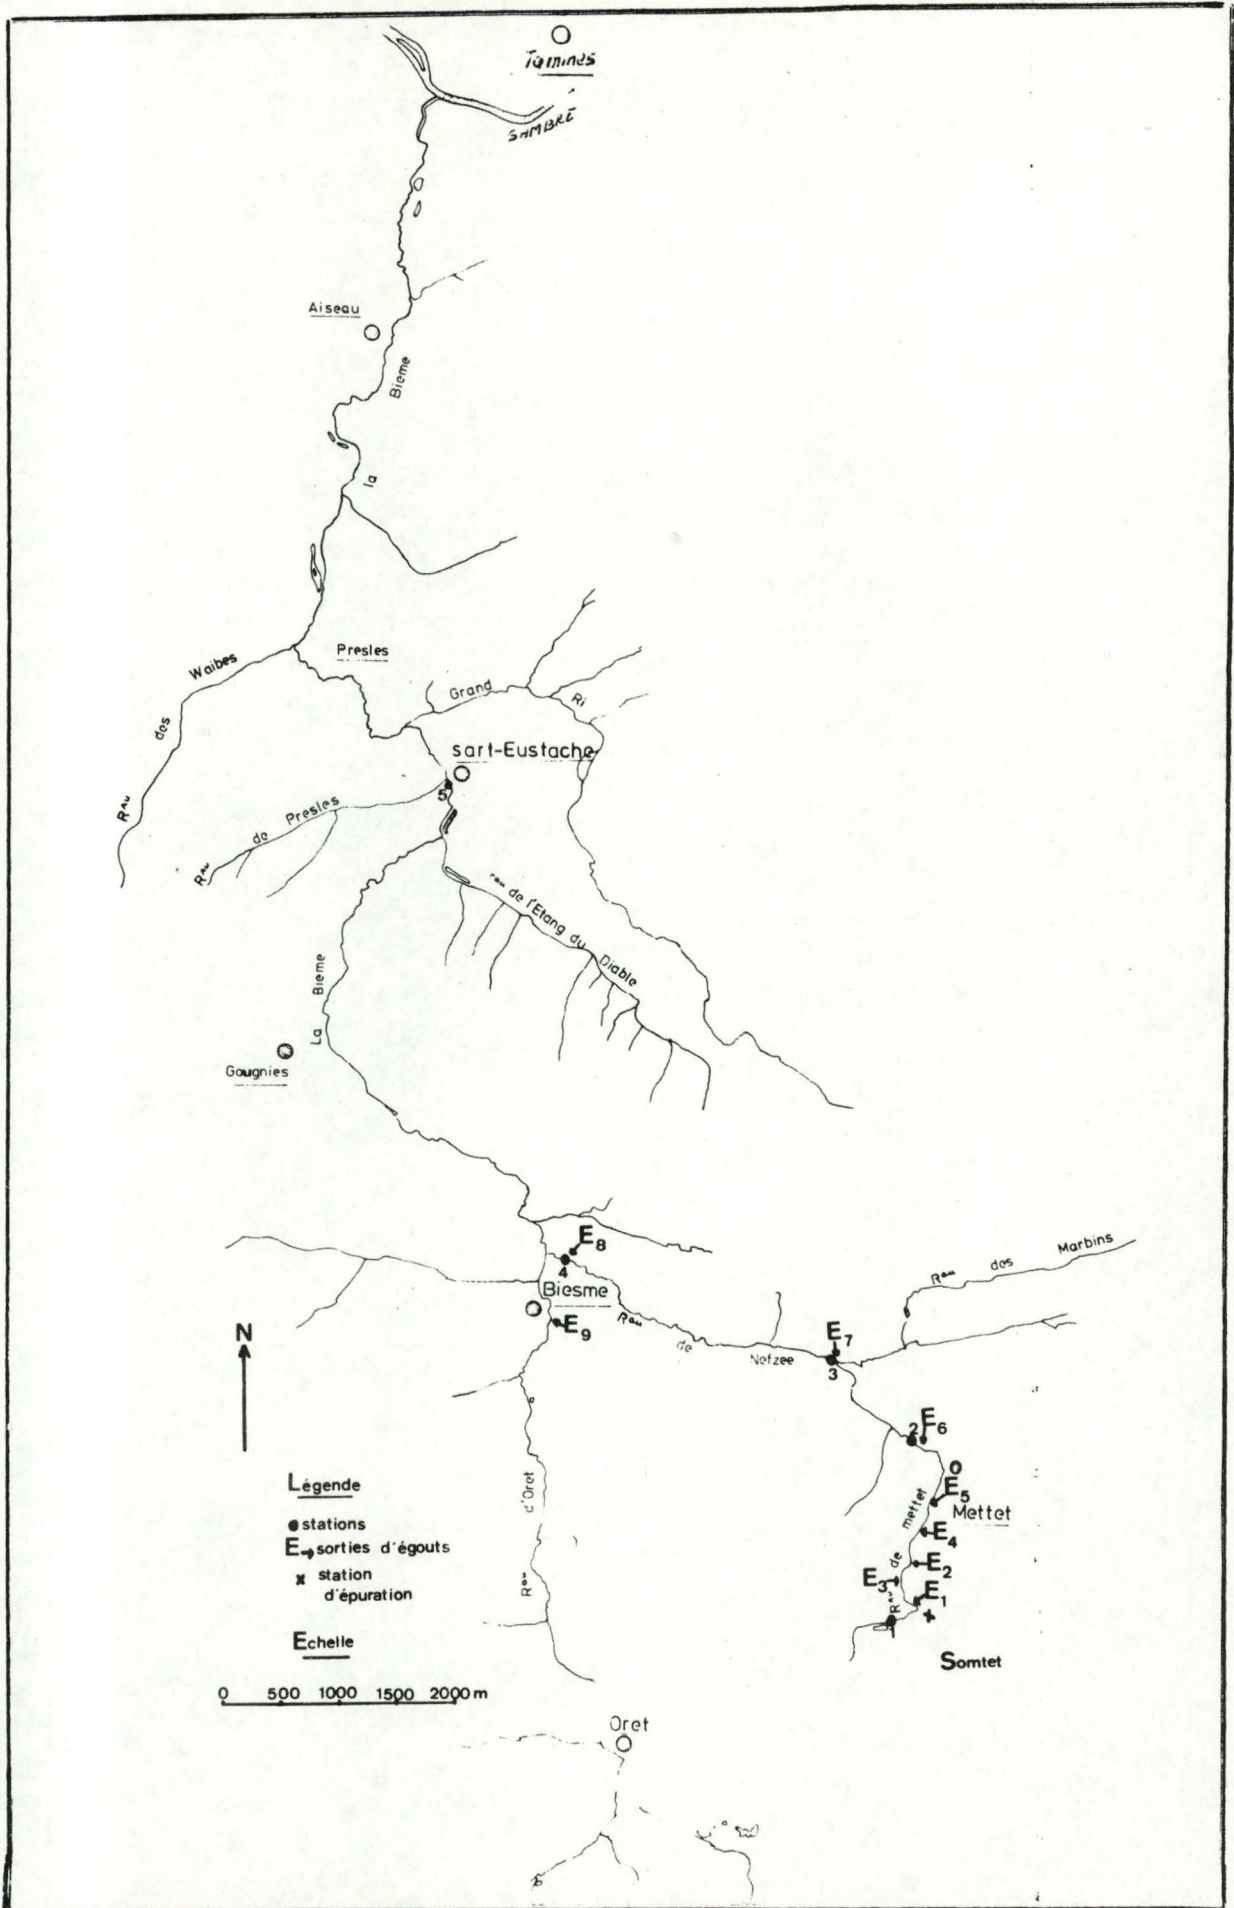 Tamines
SAMBRE
Aiseau
la Bieme
Presles
Rau des Waibes
Grand Ri
sart-Eustache
5
Rau de Presles
rau de l'Etang du Diable
La Bieme
Gougnies
E8
4
Biesme
E9
Rau des Marbins
Rau de Nefzee
E7
3
N
2
E6
E5
Mettet
E4
E2
E3
E1
Rau de mettet
Somtet
Rau d'Oret
Légende
stations
E sorties d'égouts
x station
d'épuration
Echelle
0 500 1000 1500 2000 m
Oret